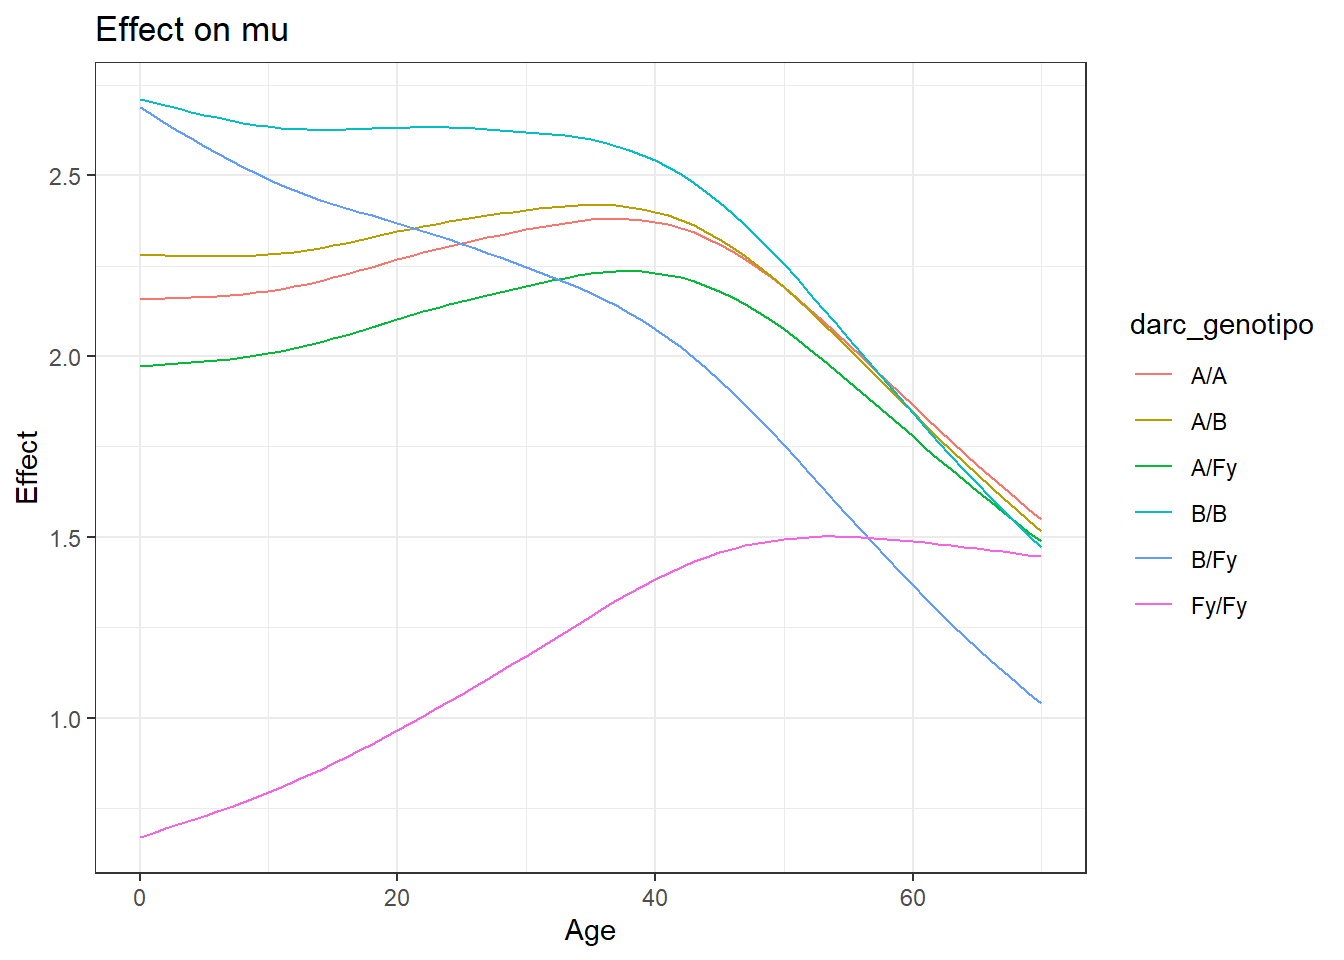 Effect on mu
Effect
2.5
2.0
1.5
1.0
0
20
40
60
Age
darc_genotipo
A/A
A/B
A/Fy
B/B
B/Fy
Fy/Fy